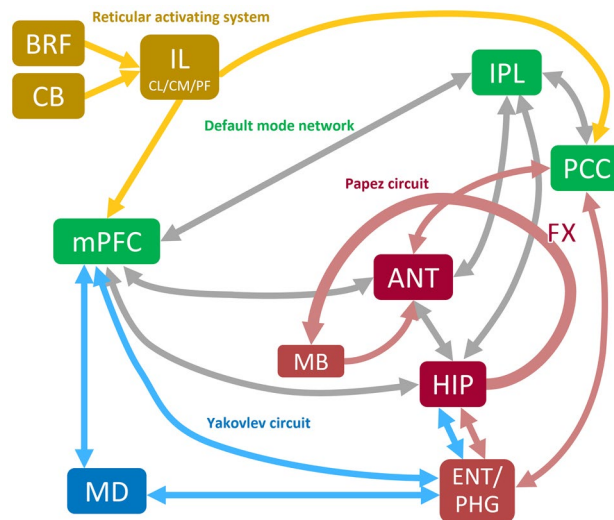 Reticular activating system
BRF
IL
CL/CM/PF
CB
IPL
Default mode network
PCC
Papez circuit
FX
mPFC
ANT
MB
HIP
Yakovlev circuit
MD
ENT/
PHG